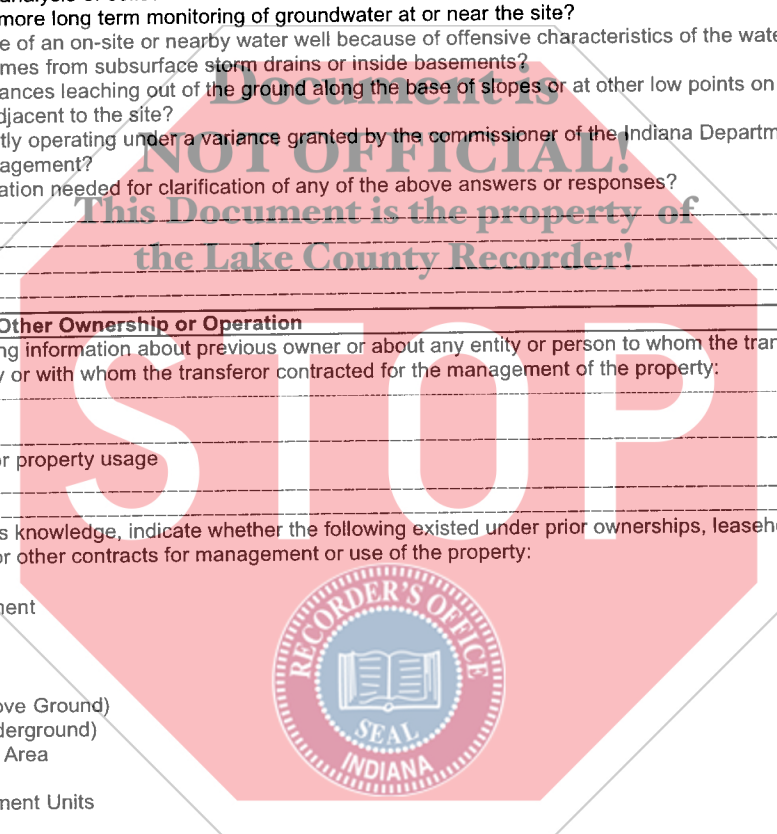 more long term monitoring of groundwater at or near the site?
e of an on-site or nearby water well because of offensive characteristics of the wate
mes from subsurface storm drains or inside basements?
Document is
ances leaching out of the ground along the base of slopes or at other low points on
djacent to the site?
tly operating under a variance granted by the commissioner of the Indiana Departm
NOT OFFICIAL!
agement?
ation needed for clarification of any of the above answers or responses?
This Document is the property of
the Lake County Recorder!
Other Ownership or Operation
ng information about previous owner or about any entity or person to whom the tran
y or with whom the transferor contracted for the management of the property:
STOP
or property usage
s knowledge, indicate whether the following existed under prior ownerships, leaseh
or other contracts for management or use of the property:
RECORDER'S OFFICE
SEAL
INDIANA
nent
ove Ground)
derground)
Area
ment Units